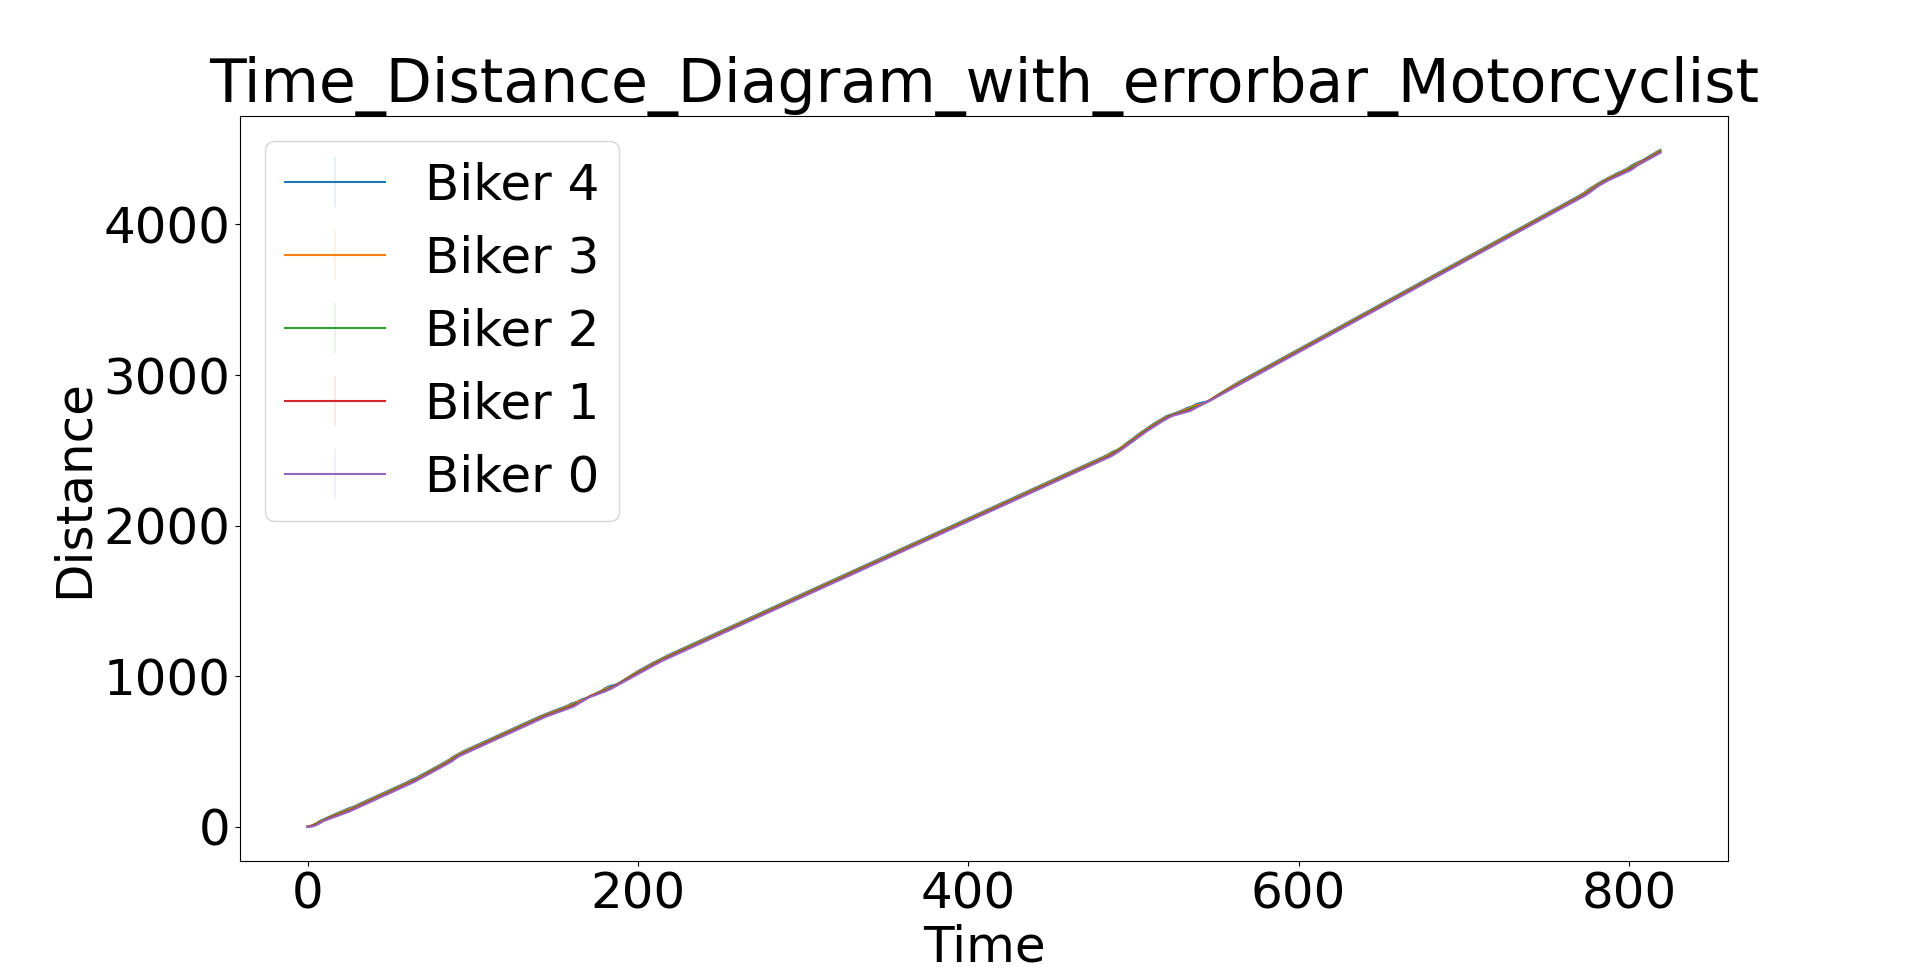 Time_Distance_Diagram_with_errorbar_Motorcyclist
Biker 4
Biker 3
Biker 2
Biker 1
Biker 0
Distance
4000
3000
2000
1000
0
0 200 400 600 800
Time